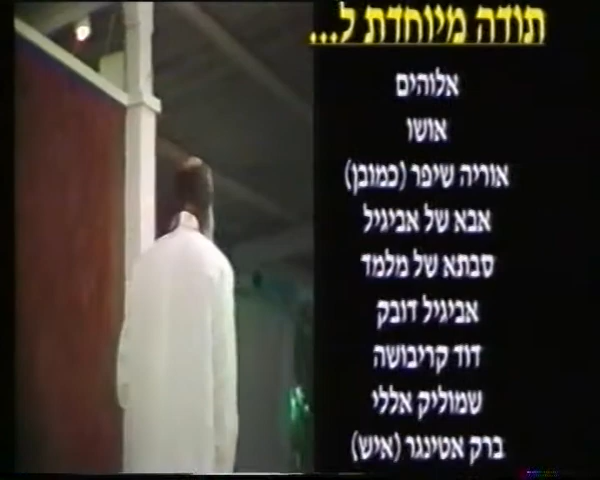 תודה מיוחדת ל...
אלוהים
אושו
אוריה שיפר (כמובן)
אבא של אביגיל
סבתא של מלמד
אביגיל דובק
דוד קריבושה
שמוליק אללי
ברק אטינגר (איש)